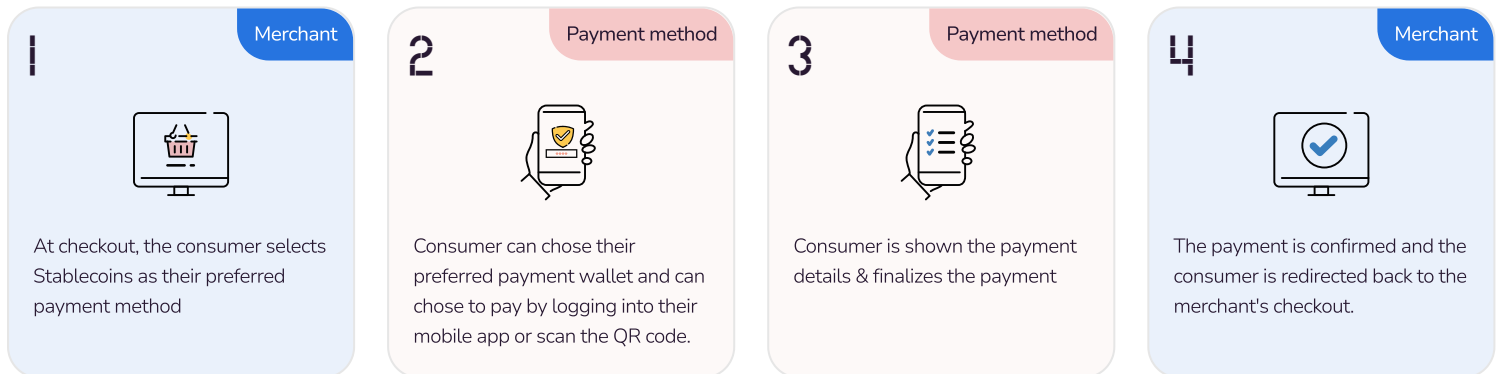 1
Merchant
At checkout, the consumer selects
Stablecoins as their preferred
payment method
2
Payment method
Consumer can chose their
preferred payment wallet and can
chose to pay by logging into their
mobile app or scan the QR code.
3
Payment method
Consumer is shown the payment
details & finalizes the payment
4
Merchant
The payment is confirmed and the
consumer is redirected back to the
merchant's checkout.